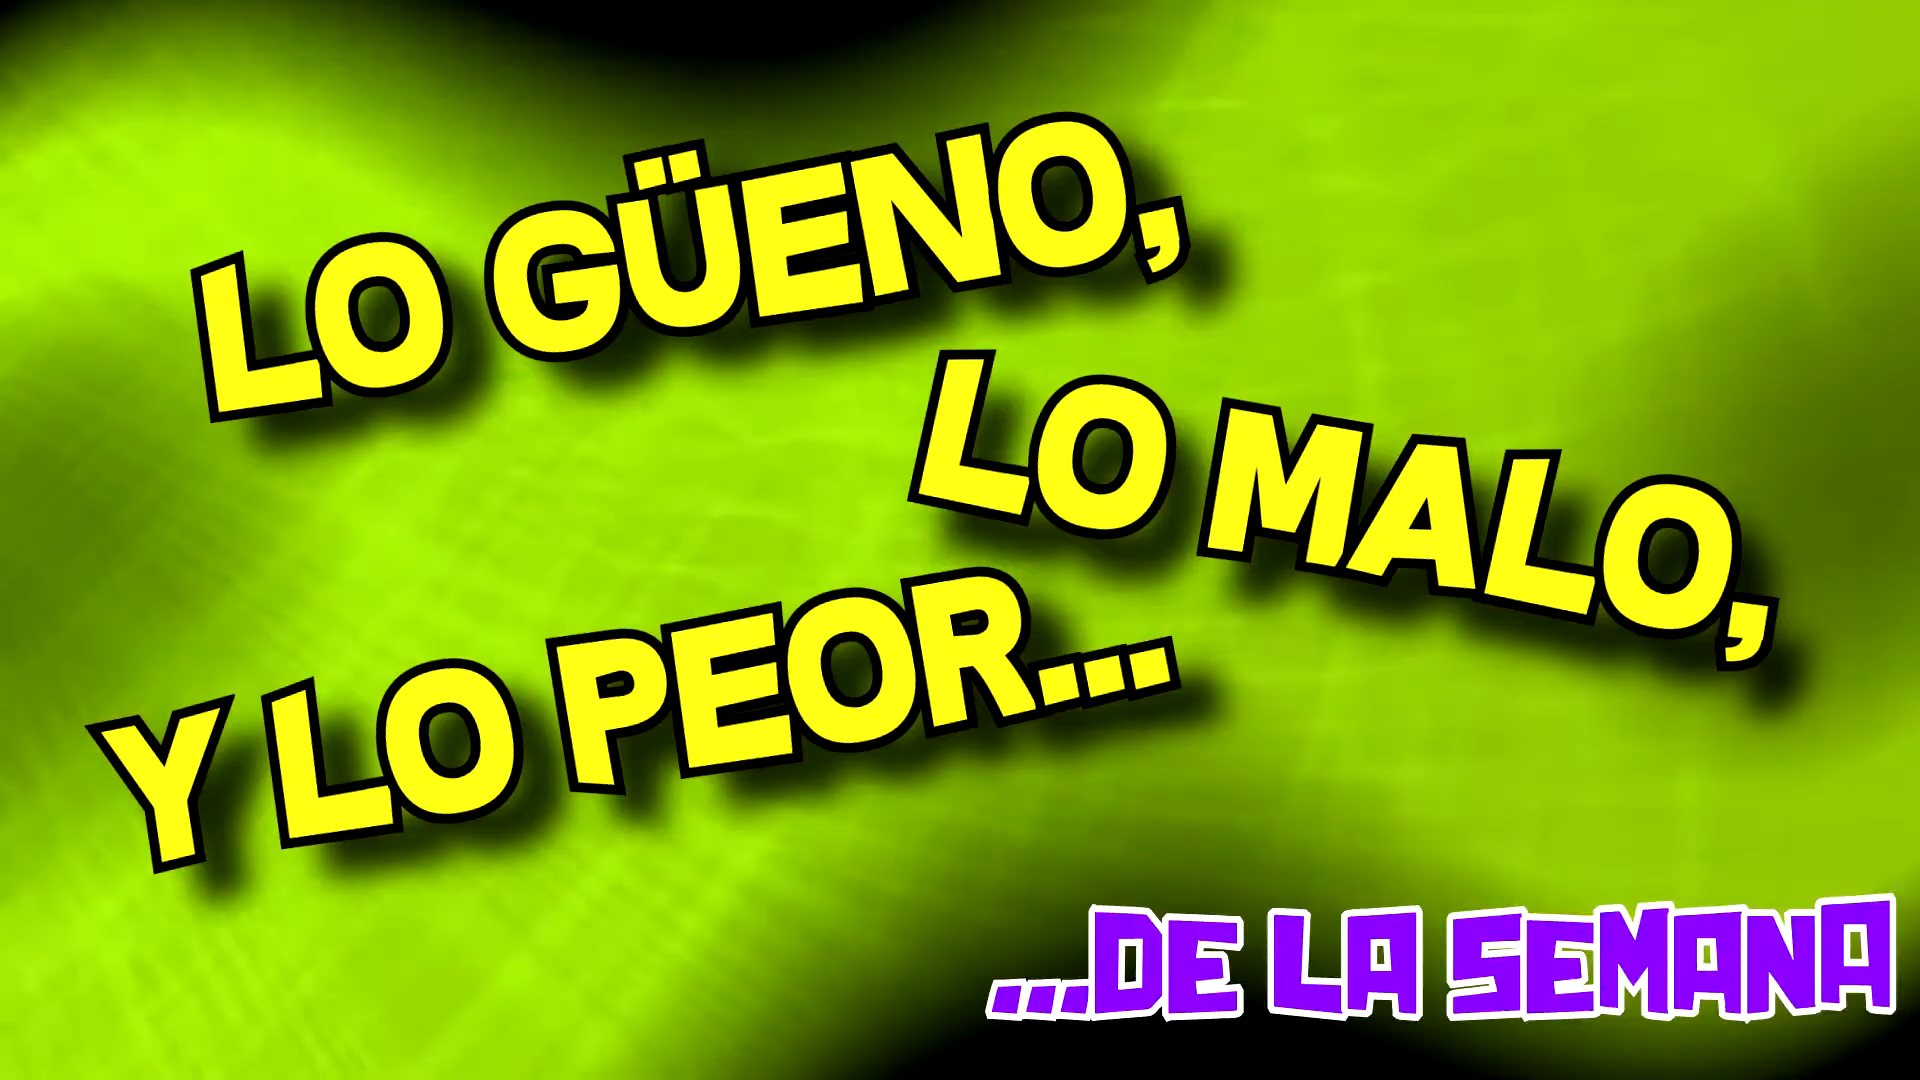 LO GÜENO,
LO MALO,
Y LO PEOR...
...DE LA SEMANA